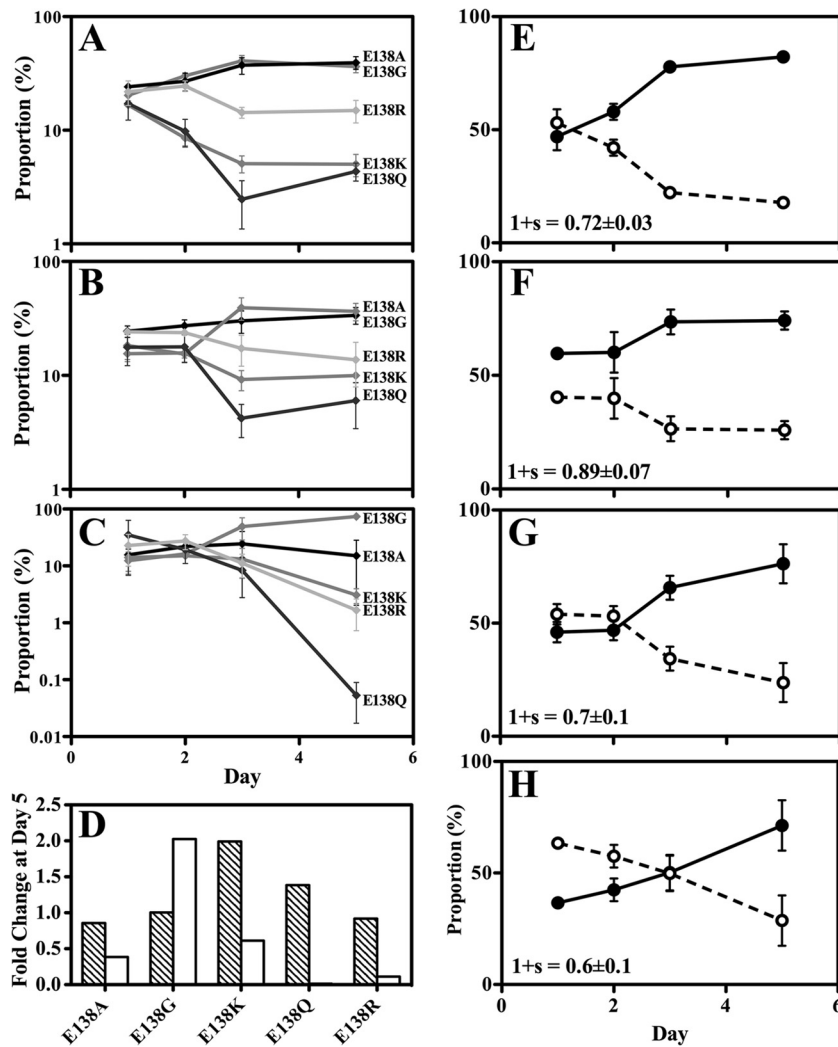 A
Proportion (%)
100
10
1
E138A
E138G
E138R
E138K
E138Q
B
Proportion (%)
100
10
1
E138A
E138G
E138R
E138K
E138Q
C
Proportion (%)
100
10
1
0.1
0.01
E138G
E138A
E138K
E138R
E138Q
0 2 4 6
Day
D
Fold Change at Day 5
2.5
2.0
1.5
1.0
0.5
0.0
E138A E138G E138K E138Q E138R
E
100
50
0
1+s = 0.72±0.03
F
100
50
0
1+s = 0.89±0.07
G
100
50
0
1+s = 0.7±0.1
H
Proportion (%)
100
50
0
1+s = 0.6±0.1
0 2 4 6
Day